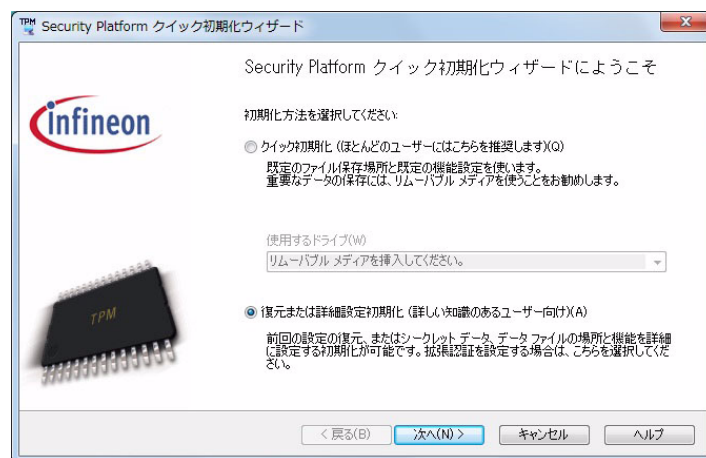 TPM Security Platform クイック初期化ウィザード
Security Platform クイック初期化ウィザードにようこそ
infineon
初期化方法を選択してください:
クイック初期化 (ほとんどのユーザーにはこちらを推奨します)(Q)
既定のファイル保存場所と既定の機能設定を使います。
重要なデータの保存には、リムーバブル メディアを使うことをお勧めします。
使用するドライブ(W)
リムーバブル メディアを挿入してください。
TPM
復元または詳細設定初期化 (詳しい知識のあるユーザー向け)(A)
前回の設定の復元、またはシークレット データ、データ ファイルの場所と機能を詳細
に設定する初期化が可能です。拡張認証を設定する場合は、こちらを選択してくだ
さい。
< 戻る(B)
次へ(N) >
キャンセル
ヘルプ